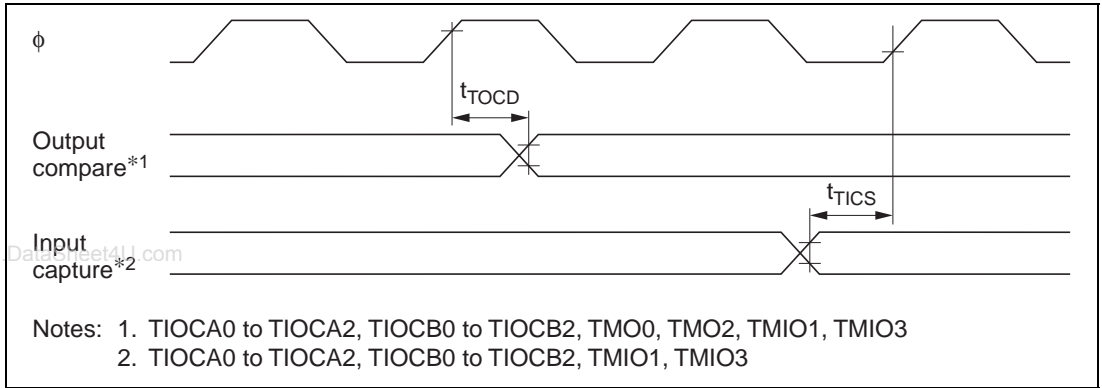 ϕ
tTOCD
Output
compare*1
tTICS
Input
capture*2
.DataSheet4U.com
Notes: 1. TIOCA0 to TIOCA2, TIOCB0 to TIOCB2, TMO0, TMO2, TMIO1, TMIO3
2. TIOCA0 to TIOCA2, TIOCB0 to TIOCB2, TMIO1, TMIO3